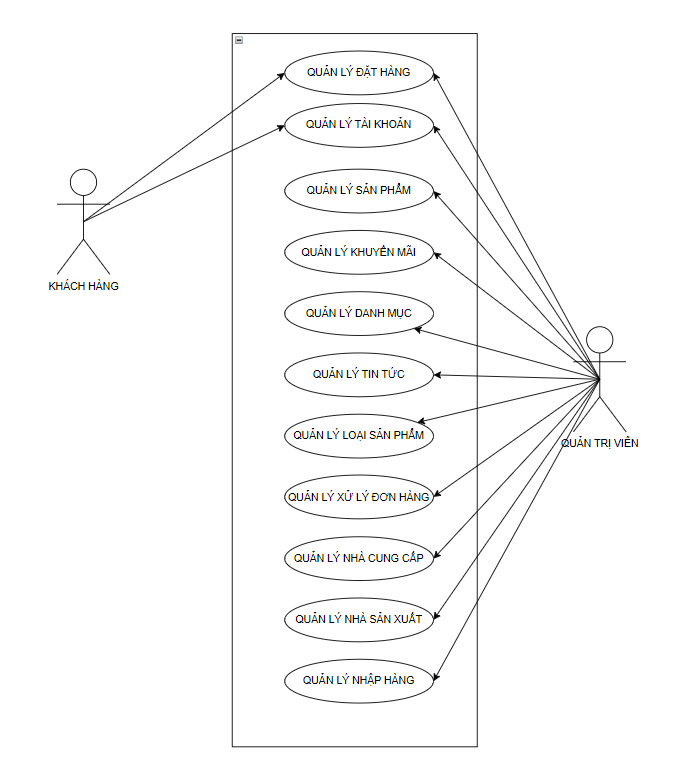 QUẢN LÝ ĐẶT HÀNG
QUẢN LÝ TÀI KHOẢN
QUẢN LÝ SẢN PHẨM
QUẢN LÝ KHUYẾN MÃI
KHÁCH HÀNG
QUẢN LÝ DANH MỤC
QUẢN LÝ TIN TỨC
QUẢN LÝ LOẠI SẢN PHẨM
QUẢN TRỊ VIÊN
QUẢN LÝ XỬ LÝ ĐƠN HÀNG
QUẢN LÝ NHÀ CUNG CẤP
QUẢN LÝ NHÀ SẢN XUẤT
QUẢN LÝ NHẬP HÀNG